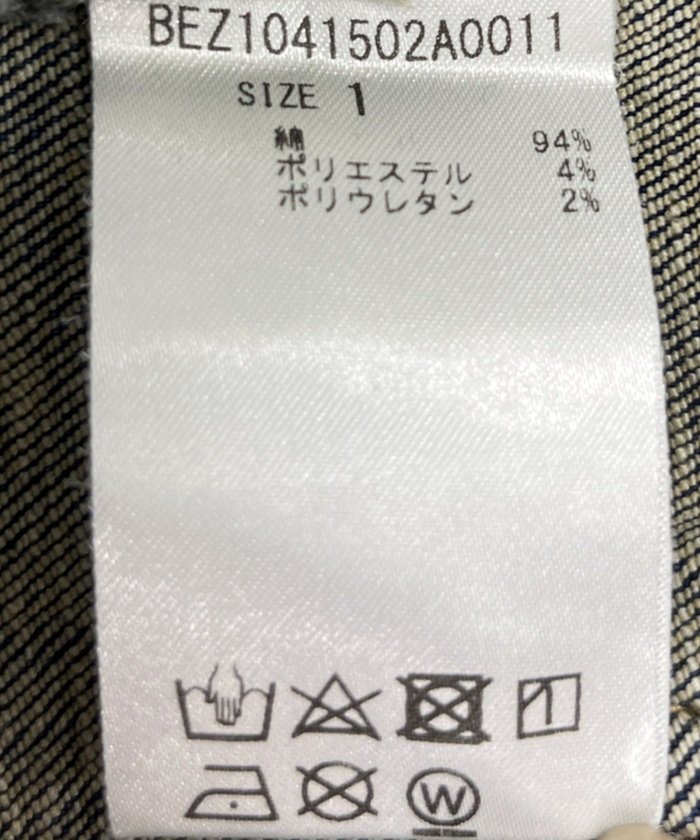 BEZ1041502A0011
SIZE 1
綿 94%
ポリエステル 4%
ポリウレタン 2%
W